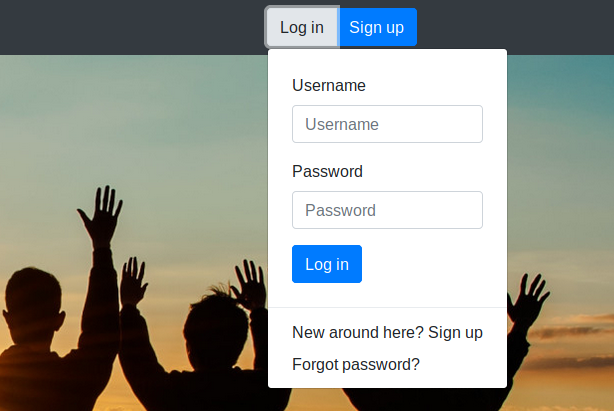 Log in Sign up
Username
Username
Password
Password
Log in
New around here? Sign up
Forgot password?